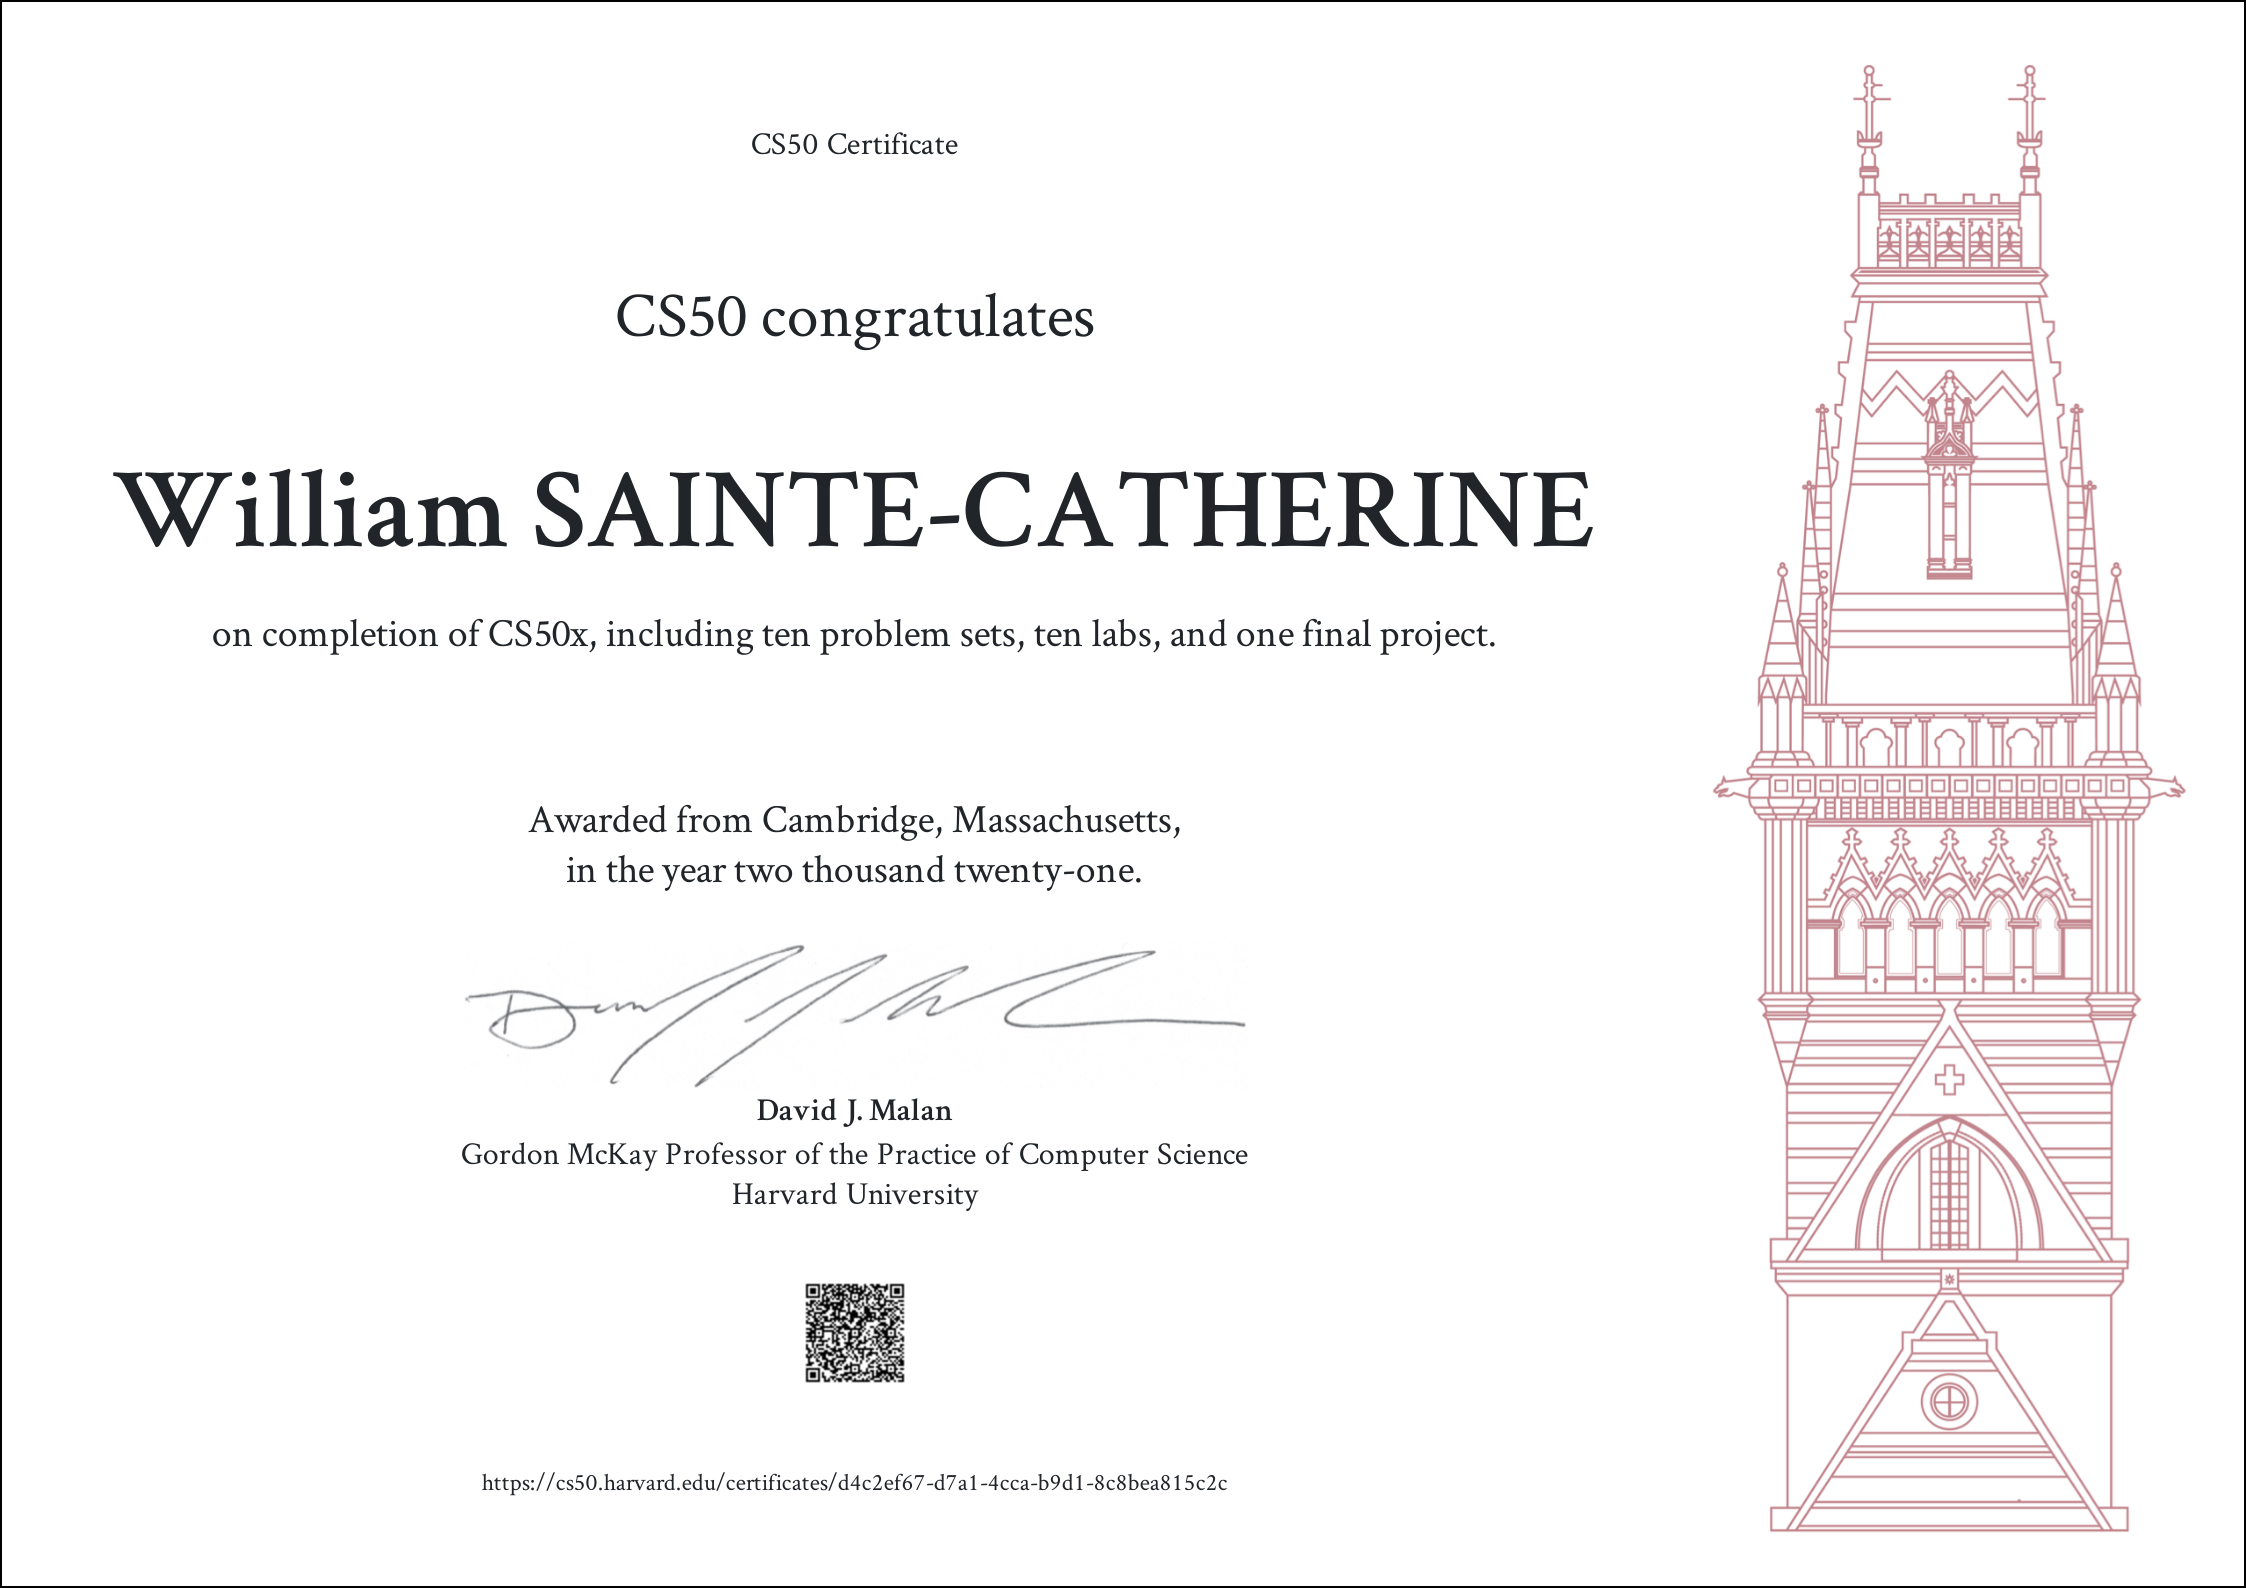 CS50 Certificate
CS50 congratulates
William SAINTE-CATHERINE
on completion of CS50x, including ten problem sets, ten labs, and one final project.
Awarded from Cambridge, Massachusetts,
in the year two thousand twenty-one.
David J. Malan
Gordon McKay Professor of the Practice of Computer Science
Harvard University
https://cs50.harvard.edu/certificates/d4c2ef67-d7a1-4cca-b9d1-8c8bea815c2c